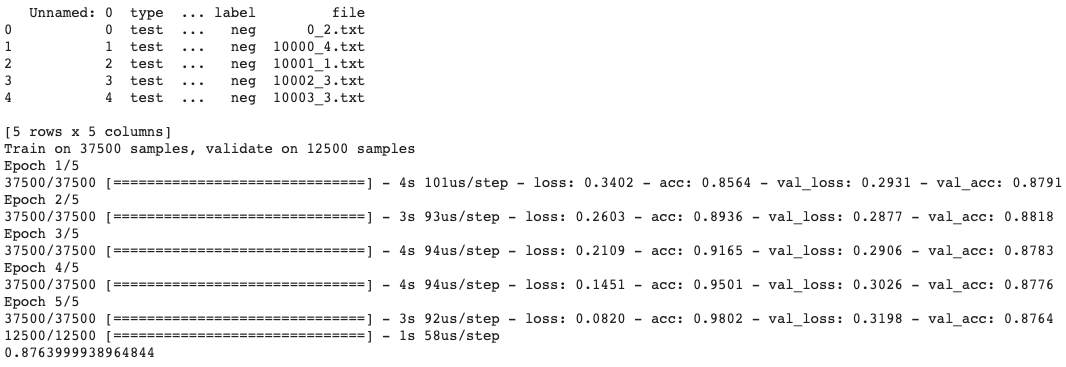 Unnamed: 0  type  ... label         file
0           0  test  ...   neg      0_2.txt
1           1  test  ...   neg  10000_4.txt
2           2  test  ...   neg  10001_1.txt
3           3  test  ...   neg  10002_3.txt
4           4  test  ...   neg  10003_3.txt

[5 rows x 5 columns]
Train on 37500 samples, validate on 12500 samples
Epoch 1/5
37500/37500 [==============================] - 4s 101us/step - loss: 0.3402 - acc: 0.8564 - val_loss: 0.2931 - val_acc: 0.8791
Epoch 2/5
37500/37500 [==============================] - 3s 93us/step - loss: 0.2603 - acc: 0.8936 - val_loss: 0.2877 - val_acc: 0.8818
Epoch 3/5
37500/37500 [==============================] - 4s 94us/step - loss: 0.2109 - acc: 0.9165 - val_loss: 0.2906 - val_acc: 0.8783
Epoch 4/5
37500/37500 [==============================] - 4s 94us/step - loss: 0.1451 - acc: 0.9501 - val_loss: 0.3026 - val_acc: 0.8776
Epoch 5/5
37500/37500 [==============================] - 3s 92us/step - loss: 0.0820 - acc: 0.9802 - val_loss: 0.3198 - val_acc: 0.8764
12500/12500 [==============================] - 1s 58us/step
0.8763999938964844